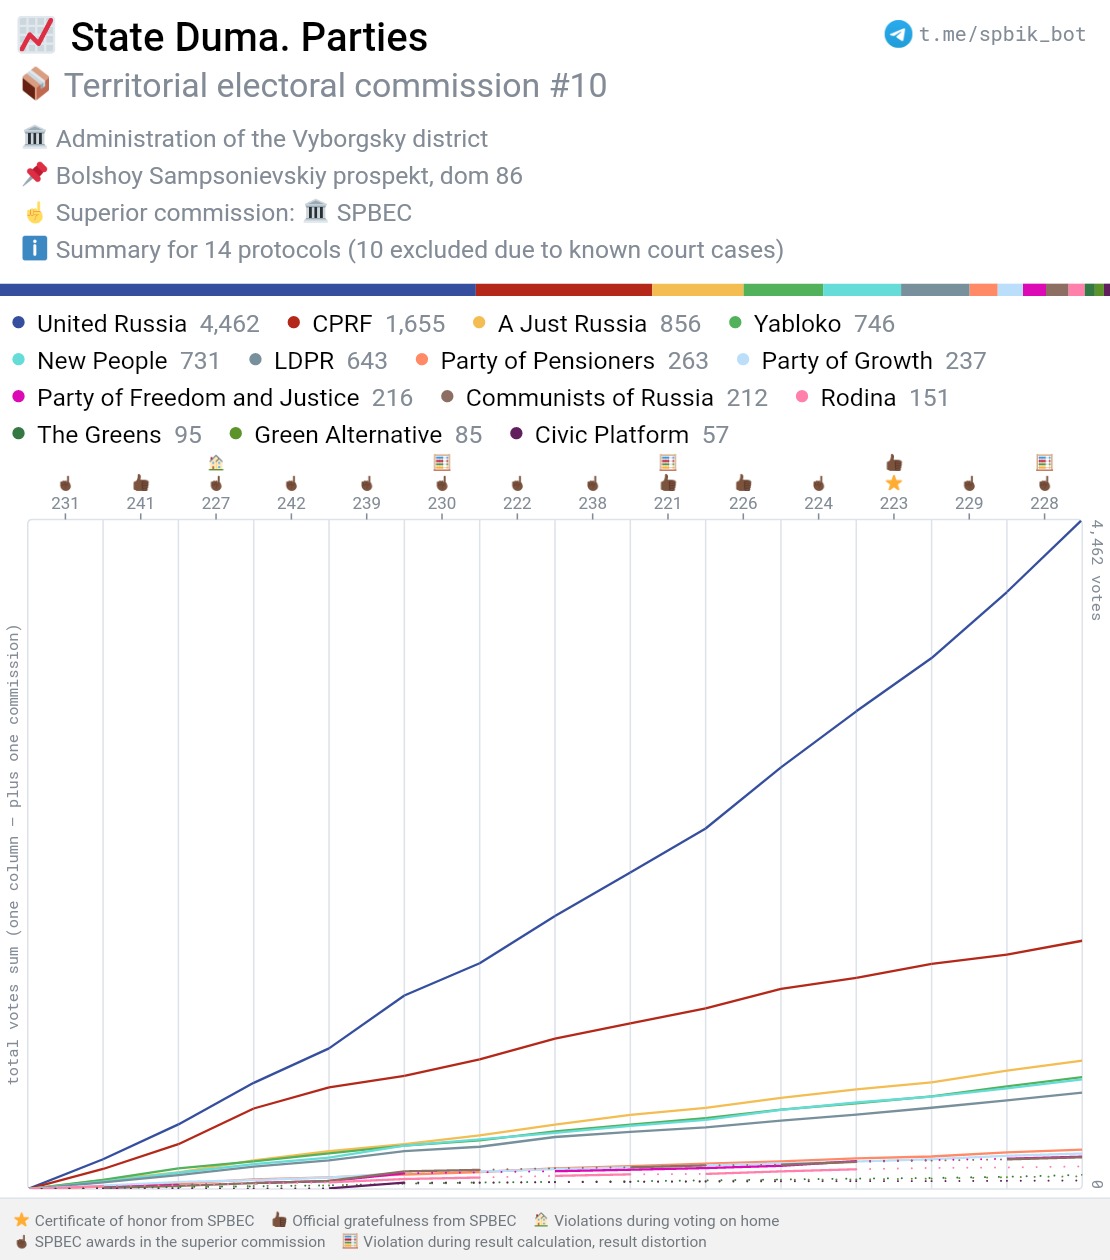 State Duma. Parties
t.me/spbik_bot
Territorial electoral commission #10
Administration of the Vyborgsky district
Bolshoy Sampsonievskiy prospekt, dom 86
Superior commission: SPBEC
Summary for 14 protocols (10 excluded due to known court cases)
United Russia 4,462 CPRF 1,655 A Just Russia 856 Yabloko 746
New People 731 LDPR 643 Party of Pensioners 263 Party of Growth 237
Party of Freedom and Justice 216 Communists of Russia 212 Rodina 151
The Greens 95 Green Alternative 85 Civic Platform 57
231 241 227 242 239 230 222 238 221 226 224 223 229 228
4,462 votes
total votes sum (one column – plus one commission)
0
Certificate of honor from SPBEC Official gratefulness from SPBEC Violations during voting on home
SPBEC awards in the superior commission Violation during result calculation, result distortion